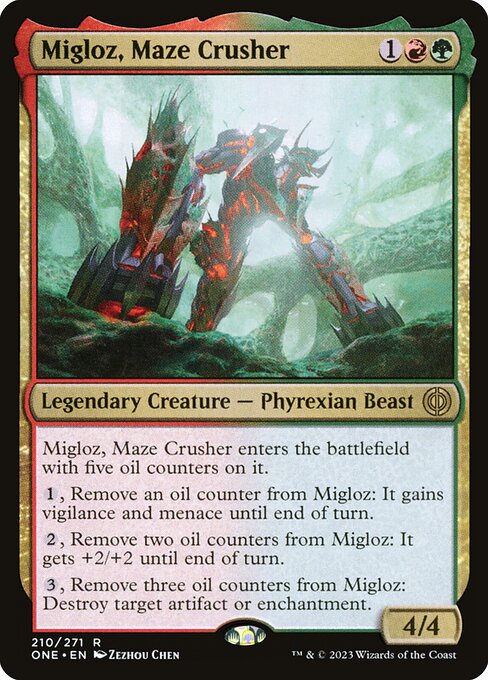 Migloz, Maze Crusher 1
Legendary Creature — Phyrexian Beast
Migloz, Maze Crusher enters the battlefield
with five oil counters on it.
1, Remove an oil counter from Migloz: It gains
vigilance and menace until end of turn.
2, Remove two oil counters from Migloz: It
gets +2/+2 until end of turn.
3, Remove three oil counters from Migloz:
Destroy target artifact or enchantment.
4/4
210/271 R
ONE • EN Zezhou Chen
™ & © 2023 Wizards of the Coast